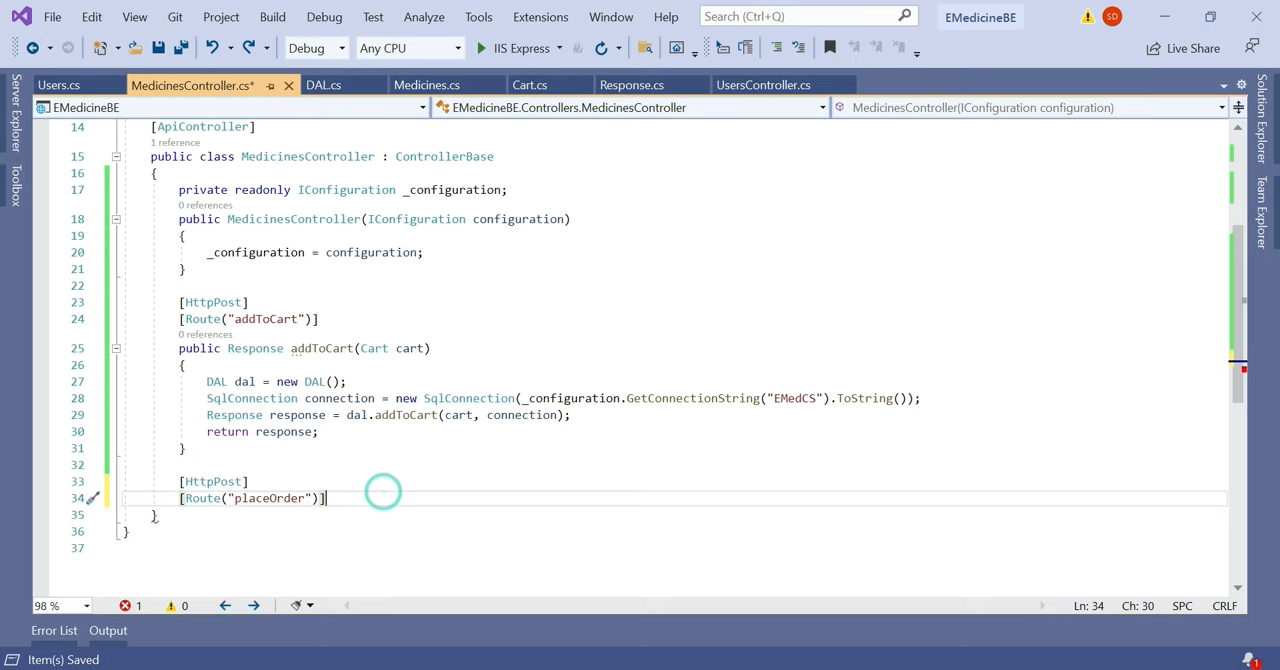 File Edit View Git Project Build Debug Test Analyze Tools Extensions Window Help Search (Ctrl+Q) EMedicineBE SD
Debug Any CPU IIS Express Live Share
Users.cs MedicinesController.cs* DAL.cs Medicines.cs Cart.cs Response.cs UsersController.cs
EMedicineBE EMedicineBE.Controllers.MedicinesController MedicinesController(IConfiguration configuration)
Server Explorer
Toolbox
Solution Explorer
Team Explorer
14 [ApiController]
1 reference
15 public class MedicinesController : ControllerBase
16 {
17 private readonly IConfiguration _configuration;
0 references
18 public MedicinesController(IConfiguration configuration)
19 {
20 _configuration = configuration;
21 }
22
23 [HttpPost]
24 [Route("addToCart")]
0 references
25 public Response addToCart(Cart cart)
26 {
27 DAL dal = new DAL();
28 SqlConnection connection = new SqlConnection(_configuration.GetConnectionString("EMedCS").ToString());
29 Response response = dal.addToCart(cart, connection);
30 return response;
31 }
32
33 [HttpPost]
34 [Route("placeOrder")]
35 }
36 }
37
98 % 1 0 Ln: 34 Ch: 30 SPC CRLF
Error List Output
Item(s) Saved 1